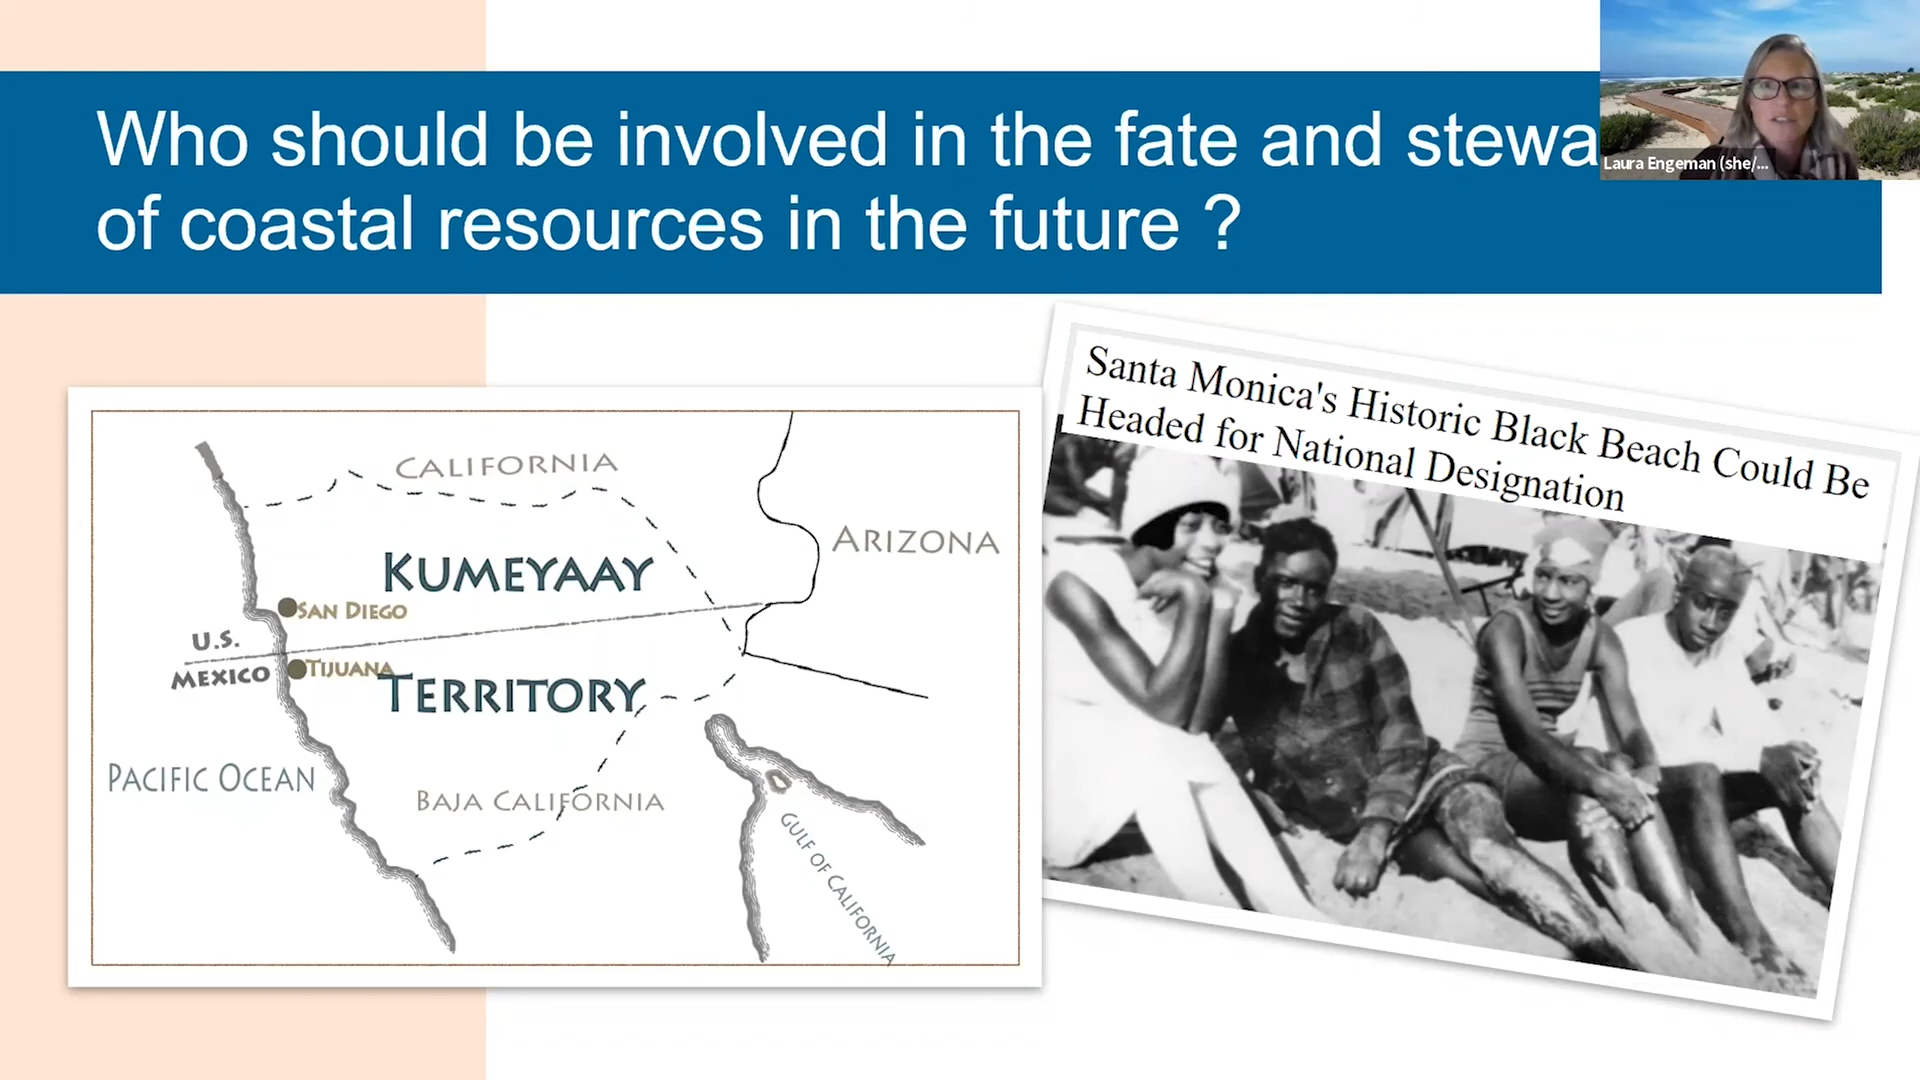 Who should be involved in the fate and stewa
of coastal resources in the future ?
Laura Engeman (she/...
CALIFORNIA
ARIZONA
KUMEYAAY
SAN DIEGO
U.S.
MEXICO
TIJUANA
TERRITORY
PACIFIC OCEAN
BAJA CALIFORNIA
GULF OF CALIFORNIA
Santa Monica's Historic Black Beach Could Be
Headed for National Designation